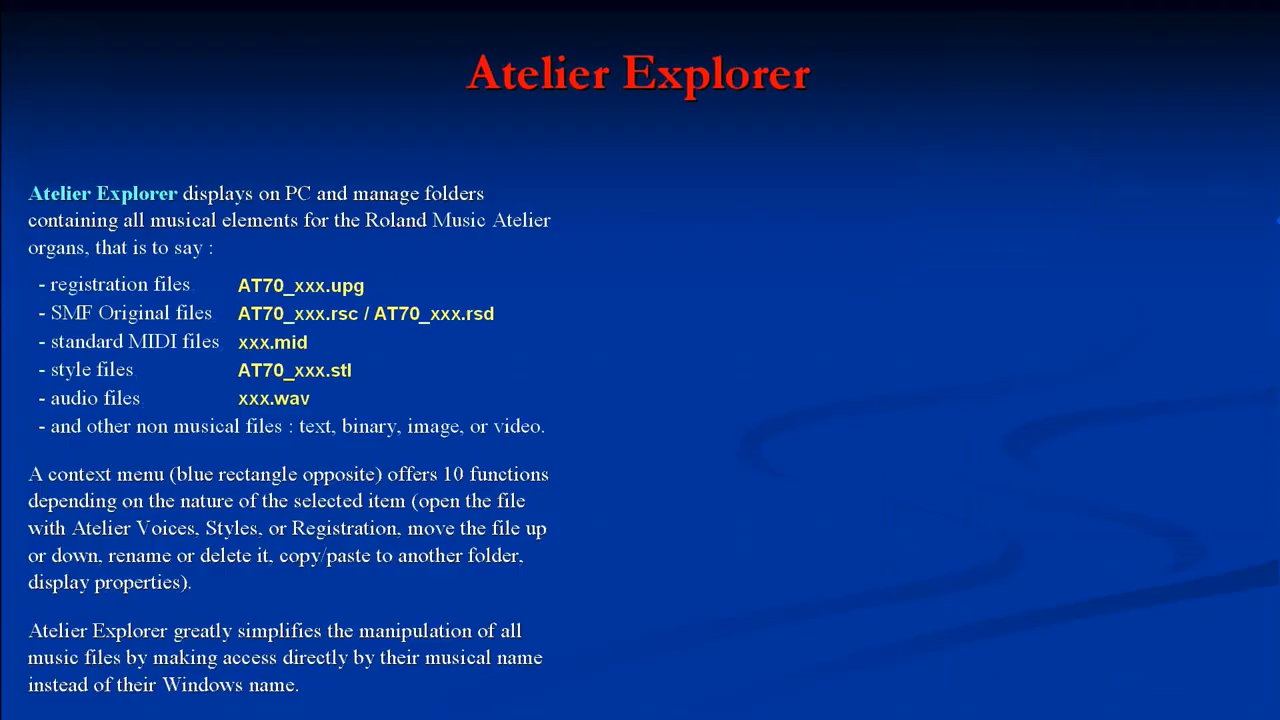 Atelier Explorer
Atelier Explorer displays on PC and manage folders
containing all musical elements for the Roland Music Atelier
organs, that is to say :
- registration files AT70_xxx.upg
- SMF Original files AT70_xxx.rsc / AT70_xxx.rsd
- standard MIDI files xxx.mid
- style files AT70_xxx.stl
- audio files xxx.wav
- and other non musical files : text, binary, image, or video.
A context menu (blue rectangle opposite) offers 10 functions
depending on the nature of the selected item (open the file
with Atelier Voices, Styles, or Registration, move the file up
or down, rename or delete it, copy/paste to another folder,
display properties).
Atelier Explorer greatly simplifies the manipulation of all
music files by making access directly by their musical name
instead of their Windows name.